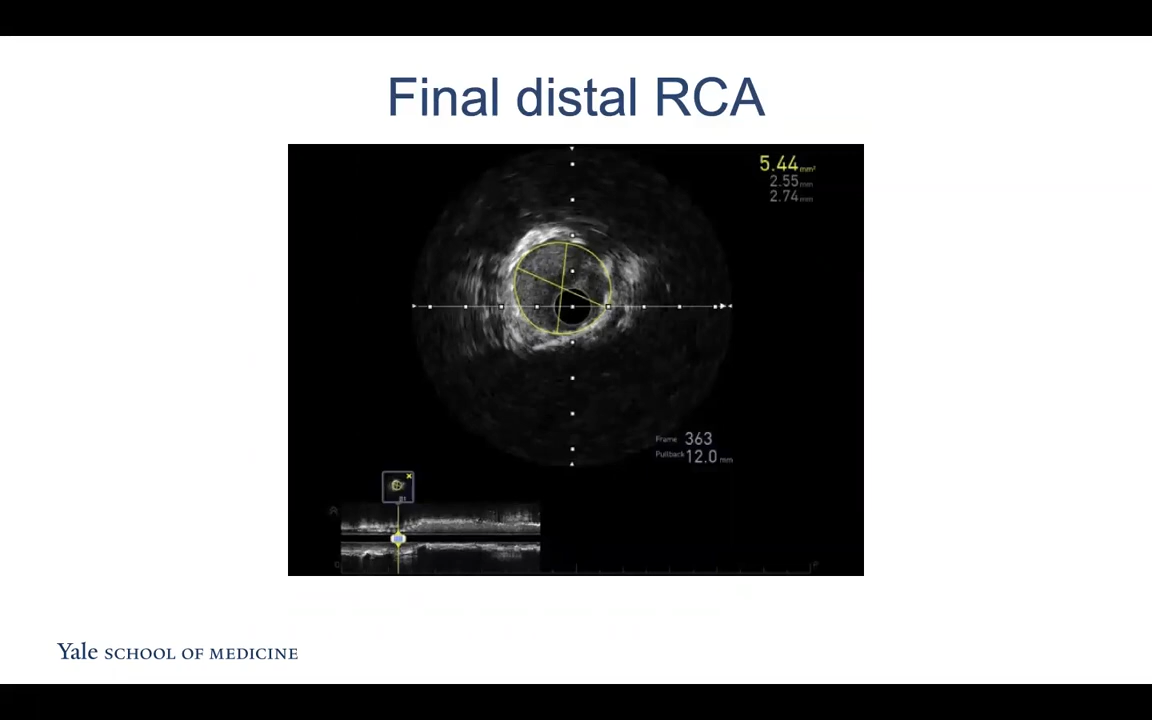 Final distal RCA
5.44 mm²
2.55 mm
2.74 mm
Frame 363
Pullback 12.0 mm
Yale SCHOOL OF MEDICINE